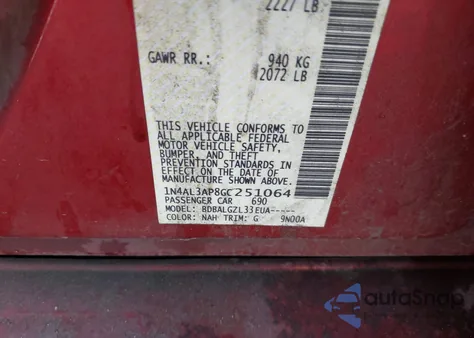 2227 LB
GAWR RR.: 940 KG
2072 LB
THIS VEHICLE CONFORMS TO
ALL APPLICABLE FEDERAL
MOTOR VEHICLE SAFETY,
BUMPER, AND THEFT
PREVENTION STANDARDS IN
EFFECT ON THE DATE OF
MANUFACTURE SHOWN ABOVE.
1N4AL3AP8GC251064
PASSENGER CAR 690
MODEL: BDBALGZL33EUA-----
COLOR: NAH TRIM: G 9N00A
autoSnap